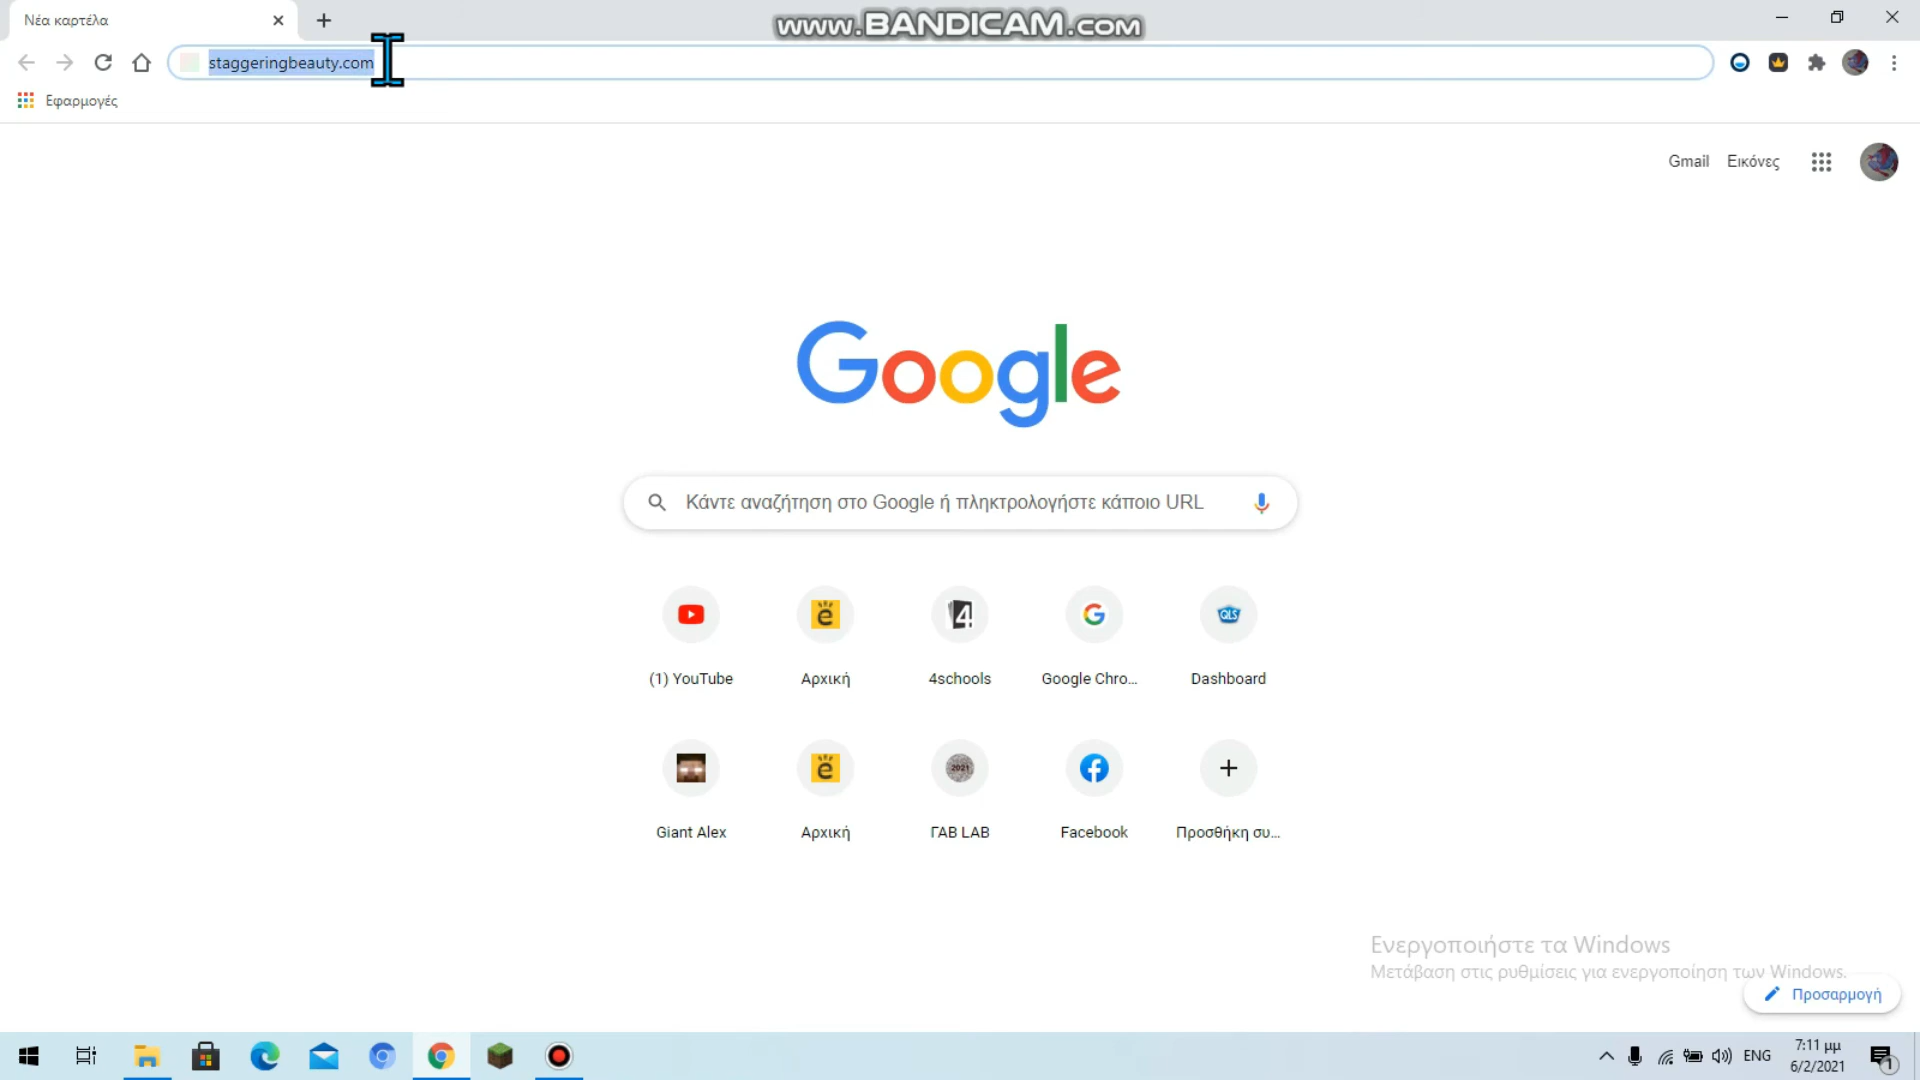 Νέα καρτέλα
www.BANDICAM.com
staggeringbeauty.com
Εφαρμογές
Gmail Εικόνες
Google
Κάντε αναζήτηση στο Google ή πληκτρολογήστε κάποιο URL
(1) YouTube
Αρχική
4schools
Google Chro...
Dashboard
Giant Alex
Αρχική
ΓΑΒ LAB
Facebook
Προσθήκη συ...
Ενεργοποιήστε τα Windows
Μετάβαση στις ρυθμίσεις για ενεργοποίηση των Windows.
Προσαρμογή
ENG
7:11 μμ
6/2/2021
1